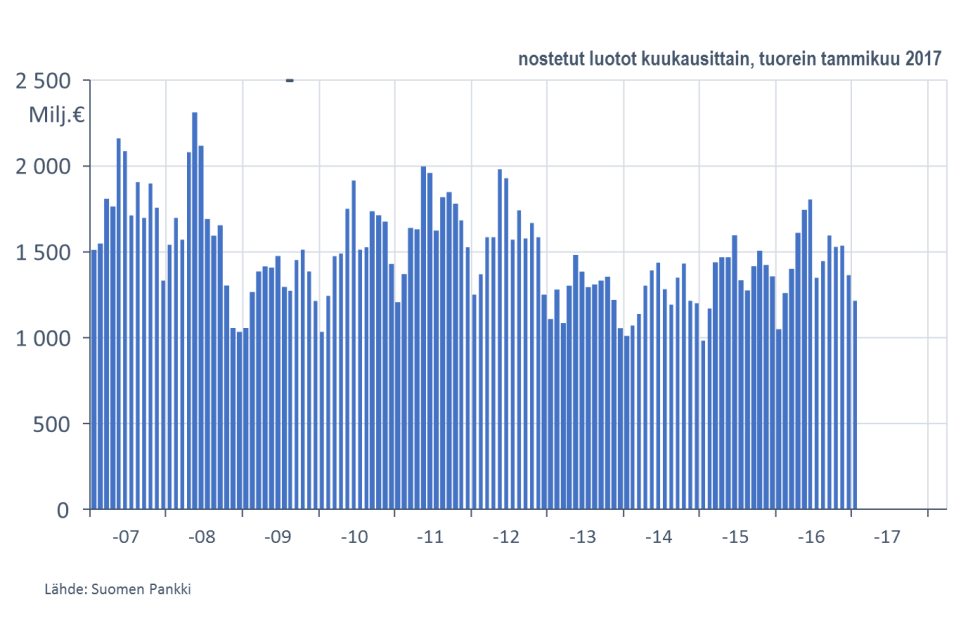 nostetut luotot kuukausittain, tuorein tammikuu 2017
2 500
Milj.€
2 000
1 500
1 000
500
0
-07 -08 -09 -10 -11 -12 -13 -14 -15 -16 -17
Lähde: Suomen Pankki